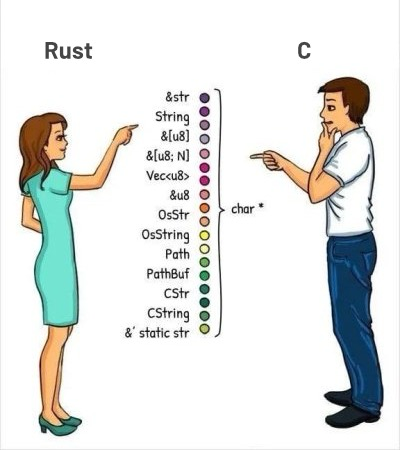 Rust
C
&str
String
&[u8]
&[u8; N]
Vec<u8>
&u8
OsStr
OsString
Path
PathBuf
CStr
CString
&' static str
char *